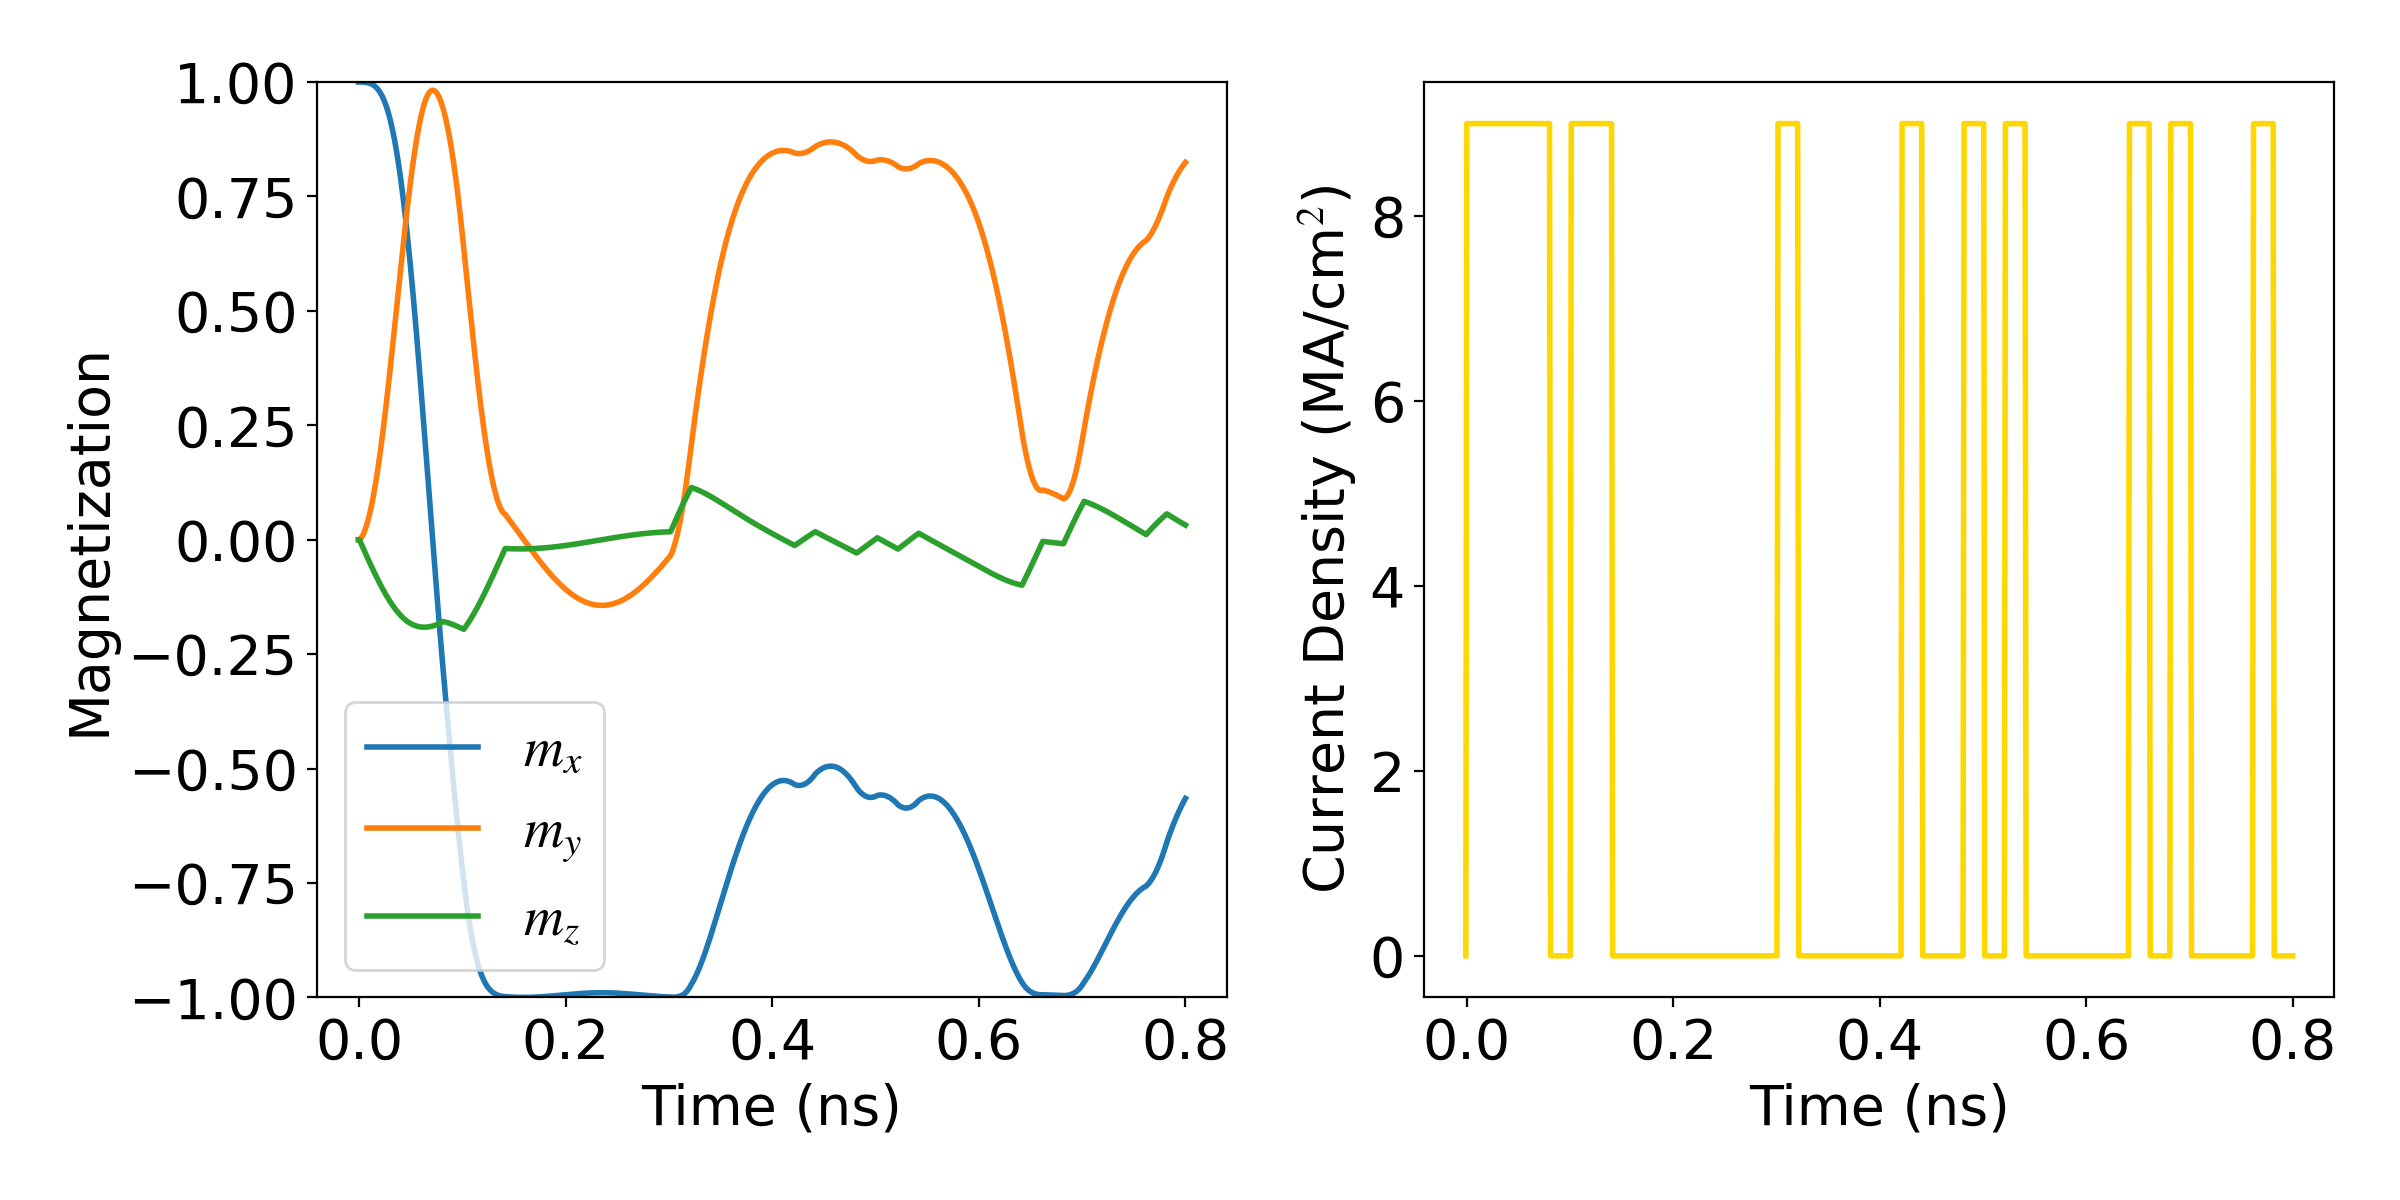 Magnetization
1.00
0.75
0.50
0.25
0.00
−0.25
−0.50
−0.75
−1.00
m_x
m_y
m_z
0.0 0.2 0.4 0.6 0.8
Time (ns)
Current Density (MA/cm²)
8
6
4
2
0
0.0 0.2 0.4 0.6 0.8
Time (ns)